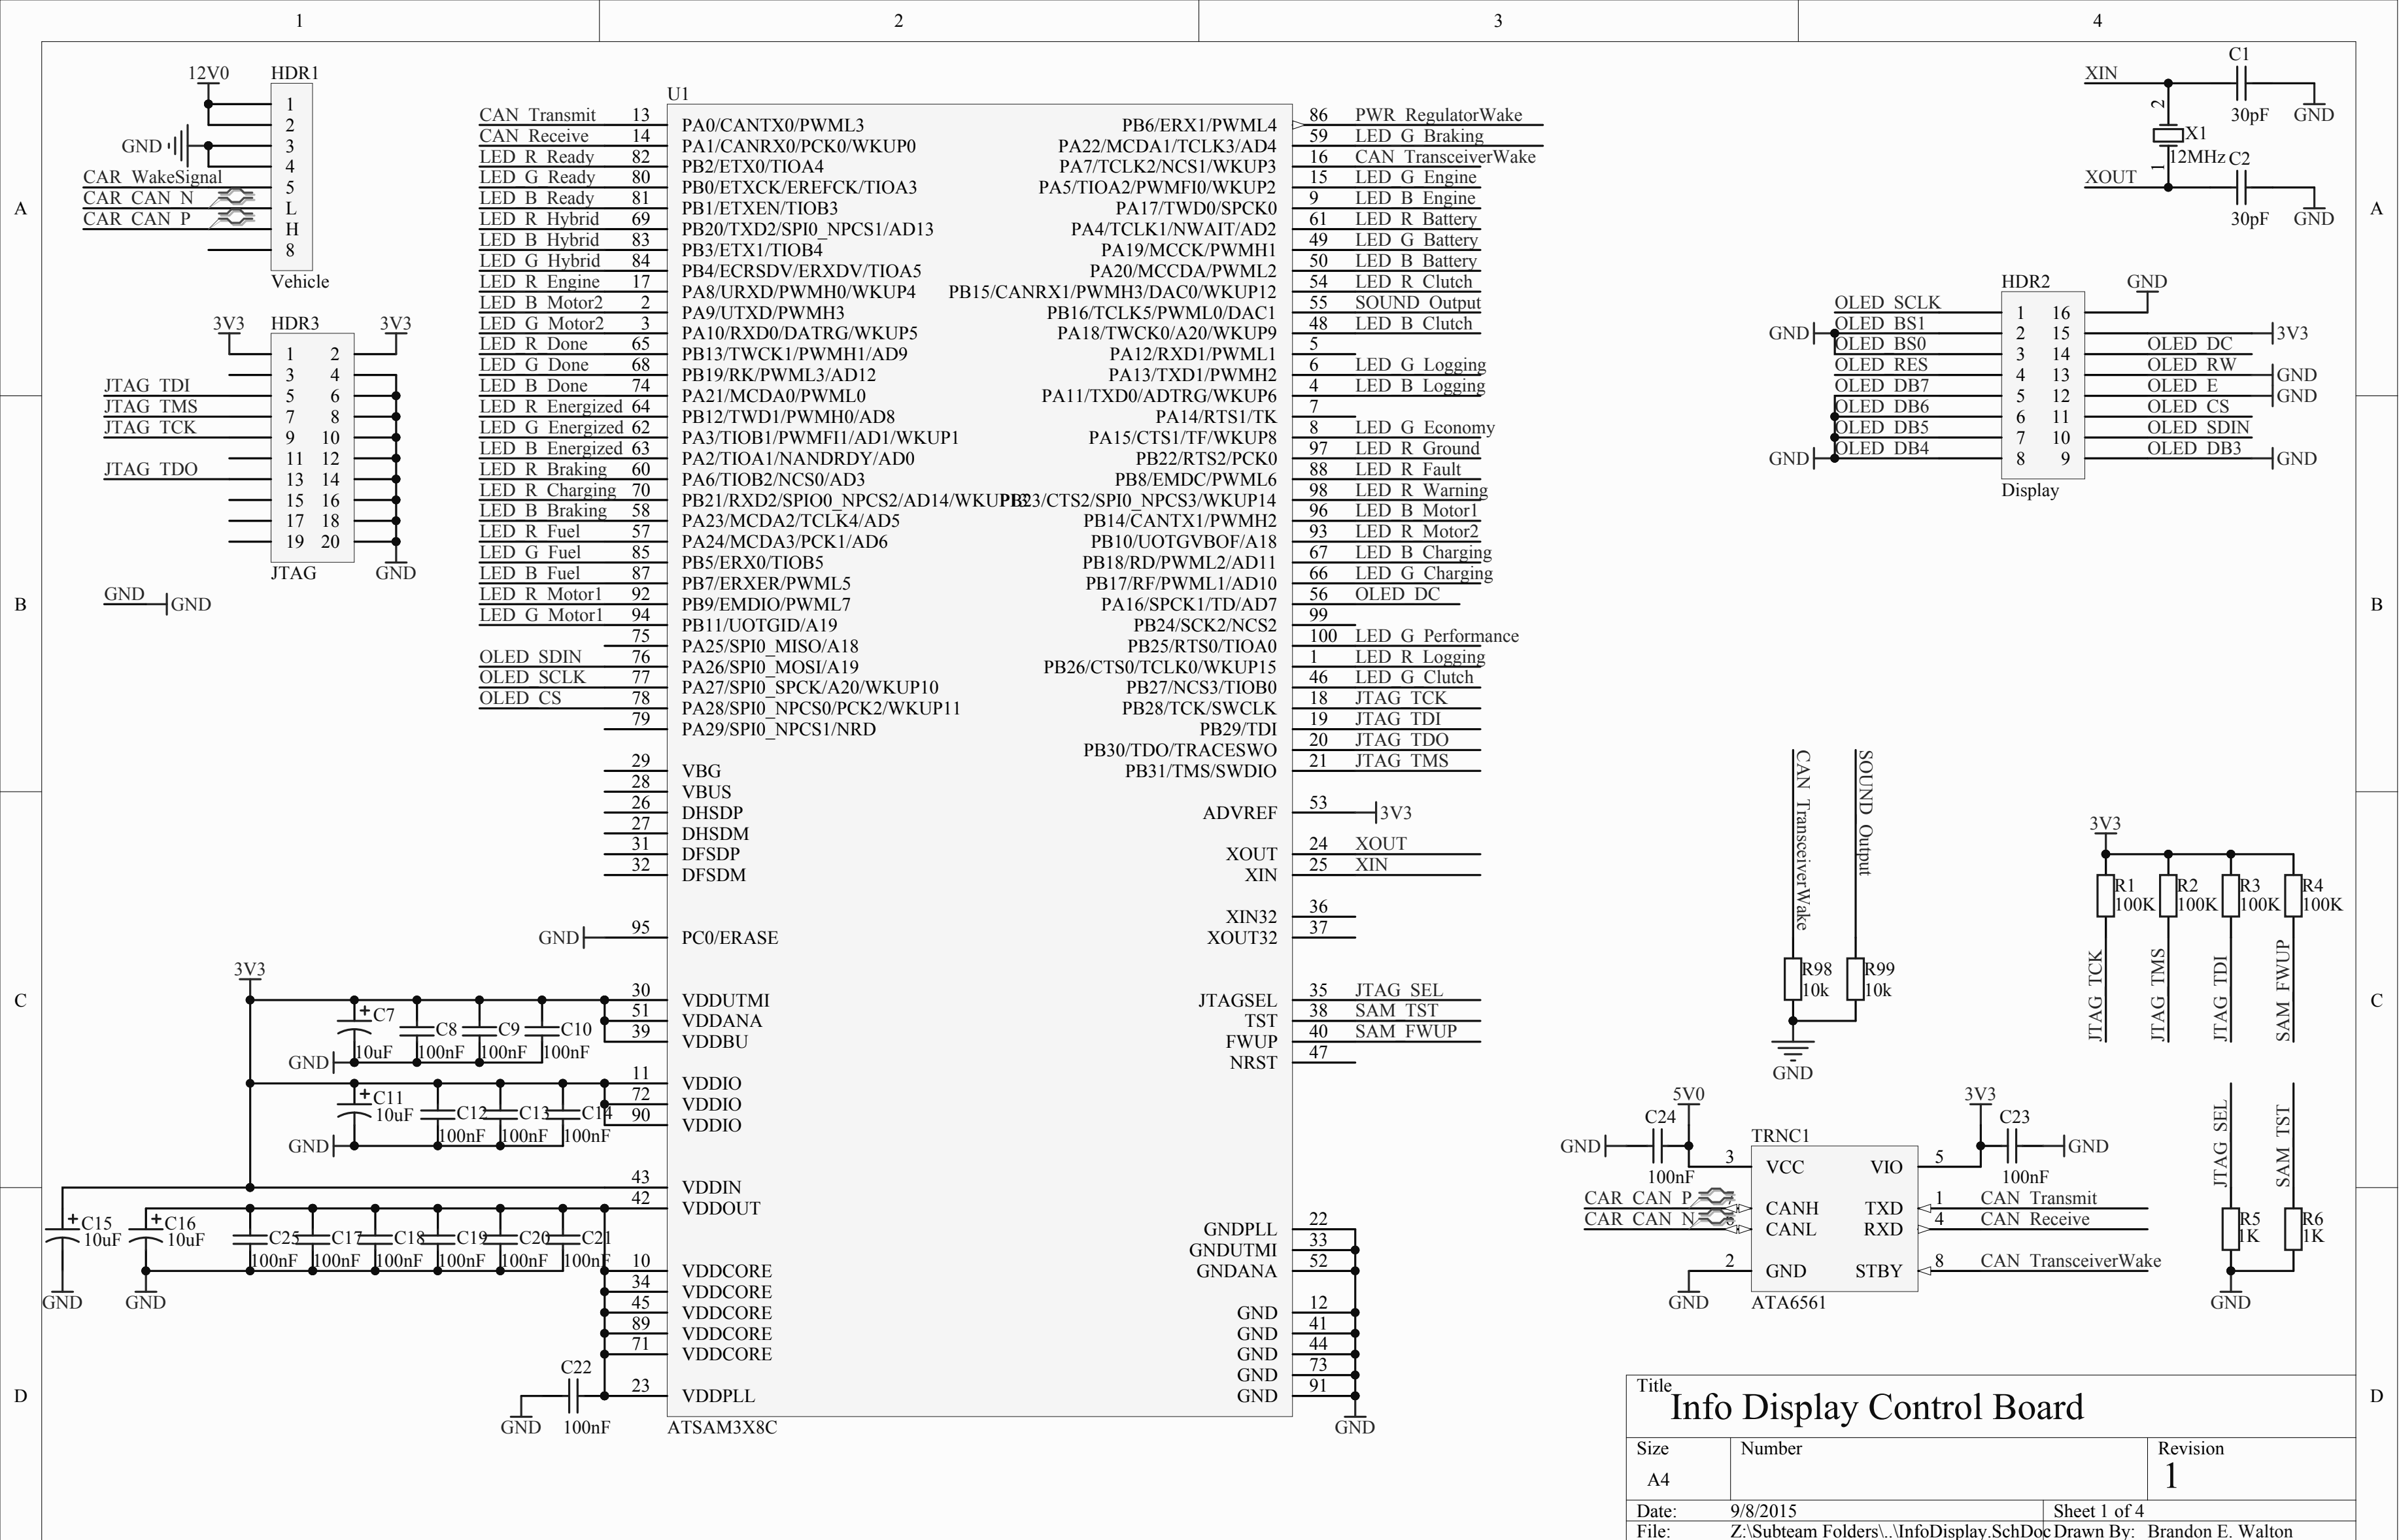 1 2 3 4
A A
B B
C C
D D
12V0 HDR1
1
2
GND 3
4
CAR_WakeSignal 5
CAR_CAN_N L
CAR_CAN_P H
8
Vehicle
3V3 HDR3 3V3
1 2
3 4
JTAG_TDI 5 6
JTAG_TMS 7 8
JTAG_TCK 9 10
11 12
JTAG_TDO 13 14
15 16
17 18
19 20
JTAG GND
GND GND
U1
CAN_Transmit 13 PA0/CANTX0/PWML3
CAN_Receive 14 PA1/CANRX0/PCK0/WKUP0
LED_R_Ready 82 PB2/ETX0/TIOA4
LED_G_Ready 80 PB0/ETXCK/EREFCK/TIOA3
LED_B_Ready 81 PB1/ETXEN/TIOB3
LED_R_Hybrid 69 PB20/TXD2/SPI0_NPCS1/AD13
LED_B_Hybrid 83 PB3/ETX1/TIOB4
LED_G_Hybrid 84 PB4/ECRSDV/ERXDV/TIOA5
LED_R_Engine 17 PA8/URXD/PWMH0/WKUP4
LED_B_Motor2 2 PA9/UTXD/PWMH3
LED_G_Motor2 3 PA10/RXD0/DATRG/WKUP5
LED_R_Done 65 PB13/TWCK1/PWMH1/AD9
LED_G_Done 68 PB19/RK/PWML3/AD12
LED_B_Done 74 PA21/MCDA0/PWML0
LED_R_Energized 64 PB12/TWD1/PWMH0/AD8
LED_G_Energized 62 PA3/TIOB1/PWMFI1/AD1/WKUP1
LED_B_Energized 63 PA2/TIOA1/NANDRDY/AD0
LED_R_Braking 60 PA6/TIOB2/NCS0/AD3
LED_R_Charging 70 PB21/RXD2/SPIO0_NPCS2/AD14/WKUP13
LED_B_Braking 58 PA23/MCDA2/TCLK4/AD5
LED_R_Fuel 57 PA24/MCDA3/PCK1/AD6
LED_G_Fuel 85 PB5/ERX0/TIOB5
LED_B_Fuel 87 PB7/ERXER/PWML5
LED_R_Motor1 92 PB9/EMDIO/PWML7
LED_G_Motor1 94 PB11/UOTGID/A19
75 PA25/SPI0_MISO/A18
OLED_SDIN 76 PA26/SPI0_MOSI/A19
OLED_SCLK 77 PA27/SPI0_SPCK/A20/WKUP10
OLED_CS 78 PA28/SPI0_NPCS0/PCK2/WKUP11
79 PA29/SPI0_NPCS1/NRD
29 VBG
28 VBUS
26 DHSDP
27 DHSDM
31 DFSDP
32 DFSDM
GND 95 PC0/ERASE
3V3
30 VDDUTMI
51 VDDANA
39 VDDBU
C7 C8 C9 C10
GND 10uF 100nF 100nF 100nF
11 VDDIO
72 VDDIO
90 VDDIO
C11 C12 C13 C14
10uF 100nF 100nF 100nF
GND
43 VDDIN
42 VDDOUT
C15 C16 C25 C17 C18 C19 C20 C21
10uF 10uF 100nF 100nF 100nF 100nF 100nF 100nF
GND GND
10 VDDCORE
34 VDDCORE
45 VDDCORE
89 VDDCORE
71 VDDCORE
C22
23 VDDPLL
GND 100nF
ATSAM3X8C
PB6/ERX1/PWML4 86 PWR_RegulatorWake
PA22/MCDA1/TCLK3/AD4 59 LED_G_Braking
PA7/TCLK2/NCS1/WKUP3 16 CAN_TransceiverWake
PA5/TIOA2/PWMFI0/WKUP2 15 LED_G_Engine
PA17/TWD0/SPCK0 9 LED_B_Engine
PA4/TCLK1/NWAIT/AD2 61 LED_R_Battery
PA19/MCCK/PWMH1 49 LED_G_Battery
PA20/MCCDA/PWML2 50 LED_B_Battery
PB15/CANRX1/PWMH3/DAC0/WKUP12 54 LED_R_Clutch
PB16/TCLK5/PWML0/DAC1 55 SOUND_Output
PA18/TWCK0/A20/WKUP9 48 LED_B_Clutch
PA12/RXD1/PWML1 5
PA13/TXD1/PWMH2 6 LED_G_Logging
PA11/TXD0/ADTRG/WKUP6 4 LED_B_Logging
PA14/RTS1/TK 7
PA15/CTS1/TF/WKUP8 8 LED_G_Economy
PB22/RTS2/PCK0 97 LED_R_Ground
PB8/EMDC/PWML6 88 LED_R_Fault
PB23/CTS2/SPI0_NPCS3/WKUP14 98 LED_R_Warning
PB14/CANTX1/PWMH2 96 LED_B_Motor1
PB10/UOTGVBOF/A18 93 LED_R_Motor2
PB18/RD/PWML2/AD11 67 LED_B_Charging
PB17/RF/PWML1/AD10 66 LED_G_Charging
PA16/SPCK1/TD/AD7 56 OLED_DC
PB24/SCK2/NCS2 99
PB25/RTS0/TIOA0 100 LED_G_Performance
PB26/CTS0/TCLK0/WKUP15 1 LED_R_Logging
PB27/NCS3/TIOB0 46 LED_G_Clutch
PB28/TCK/SWCLK 18 JTAG_TCK
PB29/TDI 19 JTAG_TDI
PB30/TDO/TRACESWO 20 JTAG_TDO
PB31/TMS/SWDIO 21 JTAG_TMS
ADVREF 53 3V3
XOUT 24 XOUT
XIN 25 XIN
XIN32 36
XOUT32 37
JTAGSEL 35 JTAG_SEL
TST 38 SAM_TST
FWUP 40 SAM_FWUP
NRST 47
GNDPLL 22
GNDUTMI 33
GNDANA 52
GND 12
GND 41
GND 44
GND 73
GND 91
GND
XIN C1
2 30pF GND
X1
12MHz C2
XOUT 1
30pF GND
HDR2 GND
OLED_SCLK 1 16
GND OLED_BS1 2 15 3V3
OLED_BS0 3 14 OLED_DC
OLED_RES 4 13 OLED_RW GND
OLED_DB7 5 12 OLED_E GND
OLED_DB6 6 11 OLED_CS
OLED_DB5 7 10 OLED_SDIN
GND OLED_DB4 8 9 OLED_DB3 GND
Display
CAN_TransceiverWake SOUND_Output
R98 R99
10k 10k
GND
3V3
R1 R2 R3 R4
100K 100K 100K 100K
JTAG_TCK JTAG_TMS JTAG_TDI SAM_FWUP
JTAG_SEL SAM_TST
R5 R6
1K 1K
GND
5V0 3V3
C24 C23
GND TRNC1 GND
100nF 3 VCC VIO 5 100nF
CAR_CAN_P CANH TXD 1 CAN_Transmit
CAR_CAN_N CANL RXD 4 CAN_Receive
2 GND STBY 8 CAN_TransceiverWake
GND ATA6561
Title Info Display Control Board
Size Number Revision
A4 1
Date: 9/8/2015 Sheet 1 of 4
File: Z:\Subteam Folders\..\InfoDisplay.SchDoc Drawn By: Brandon E. Walton